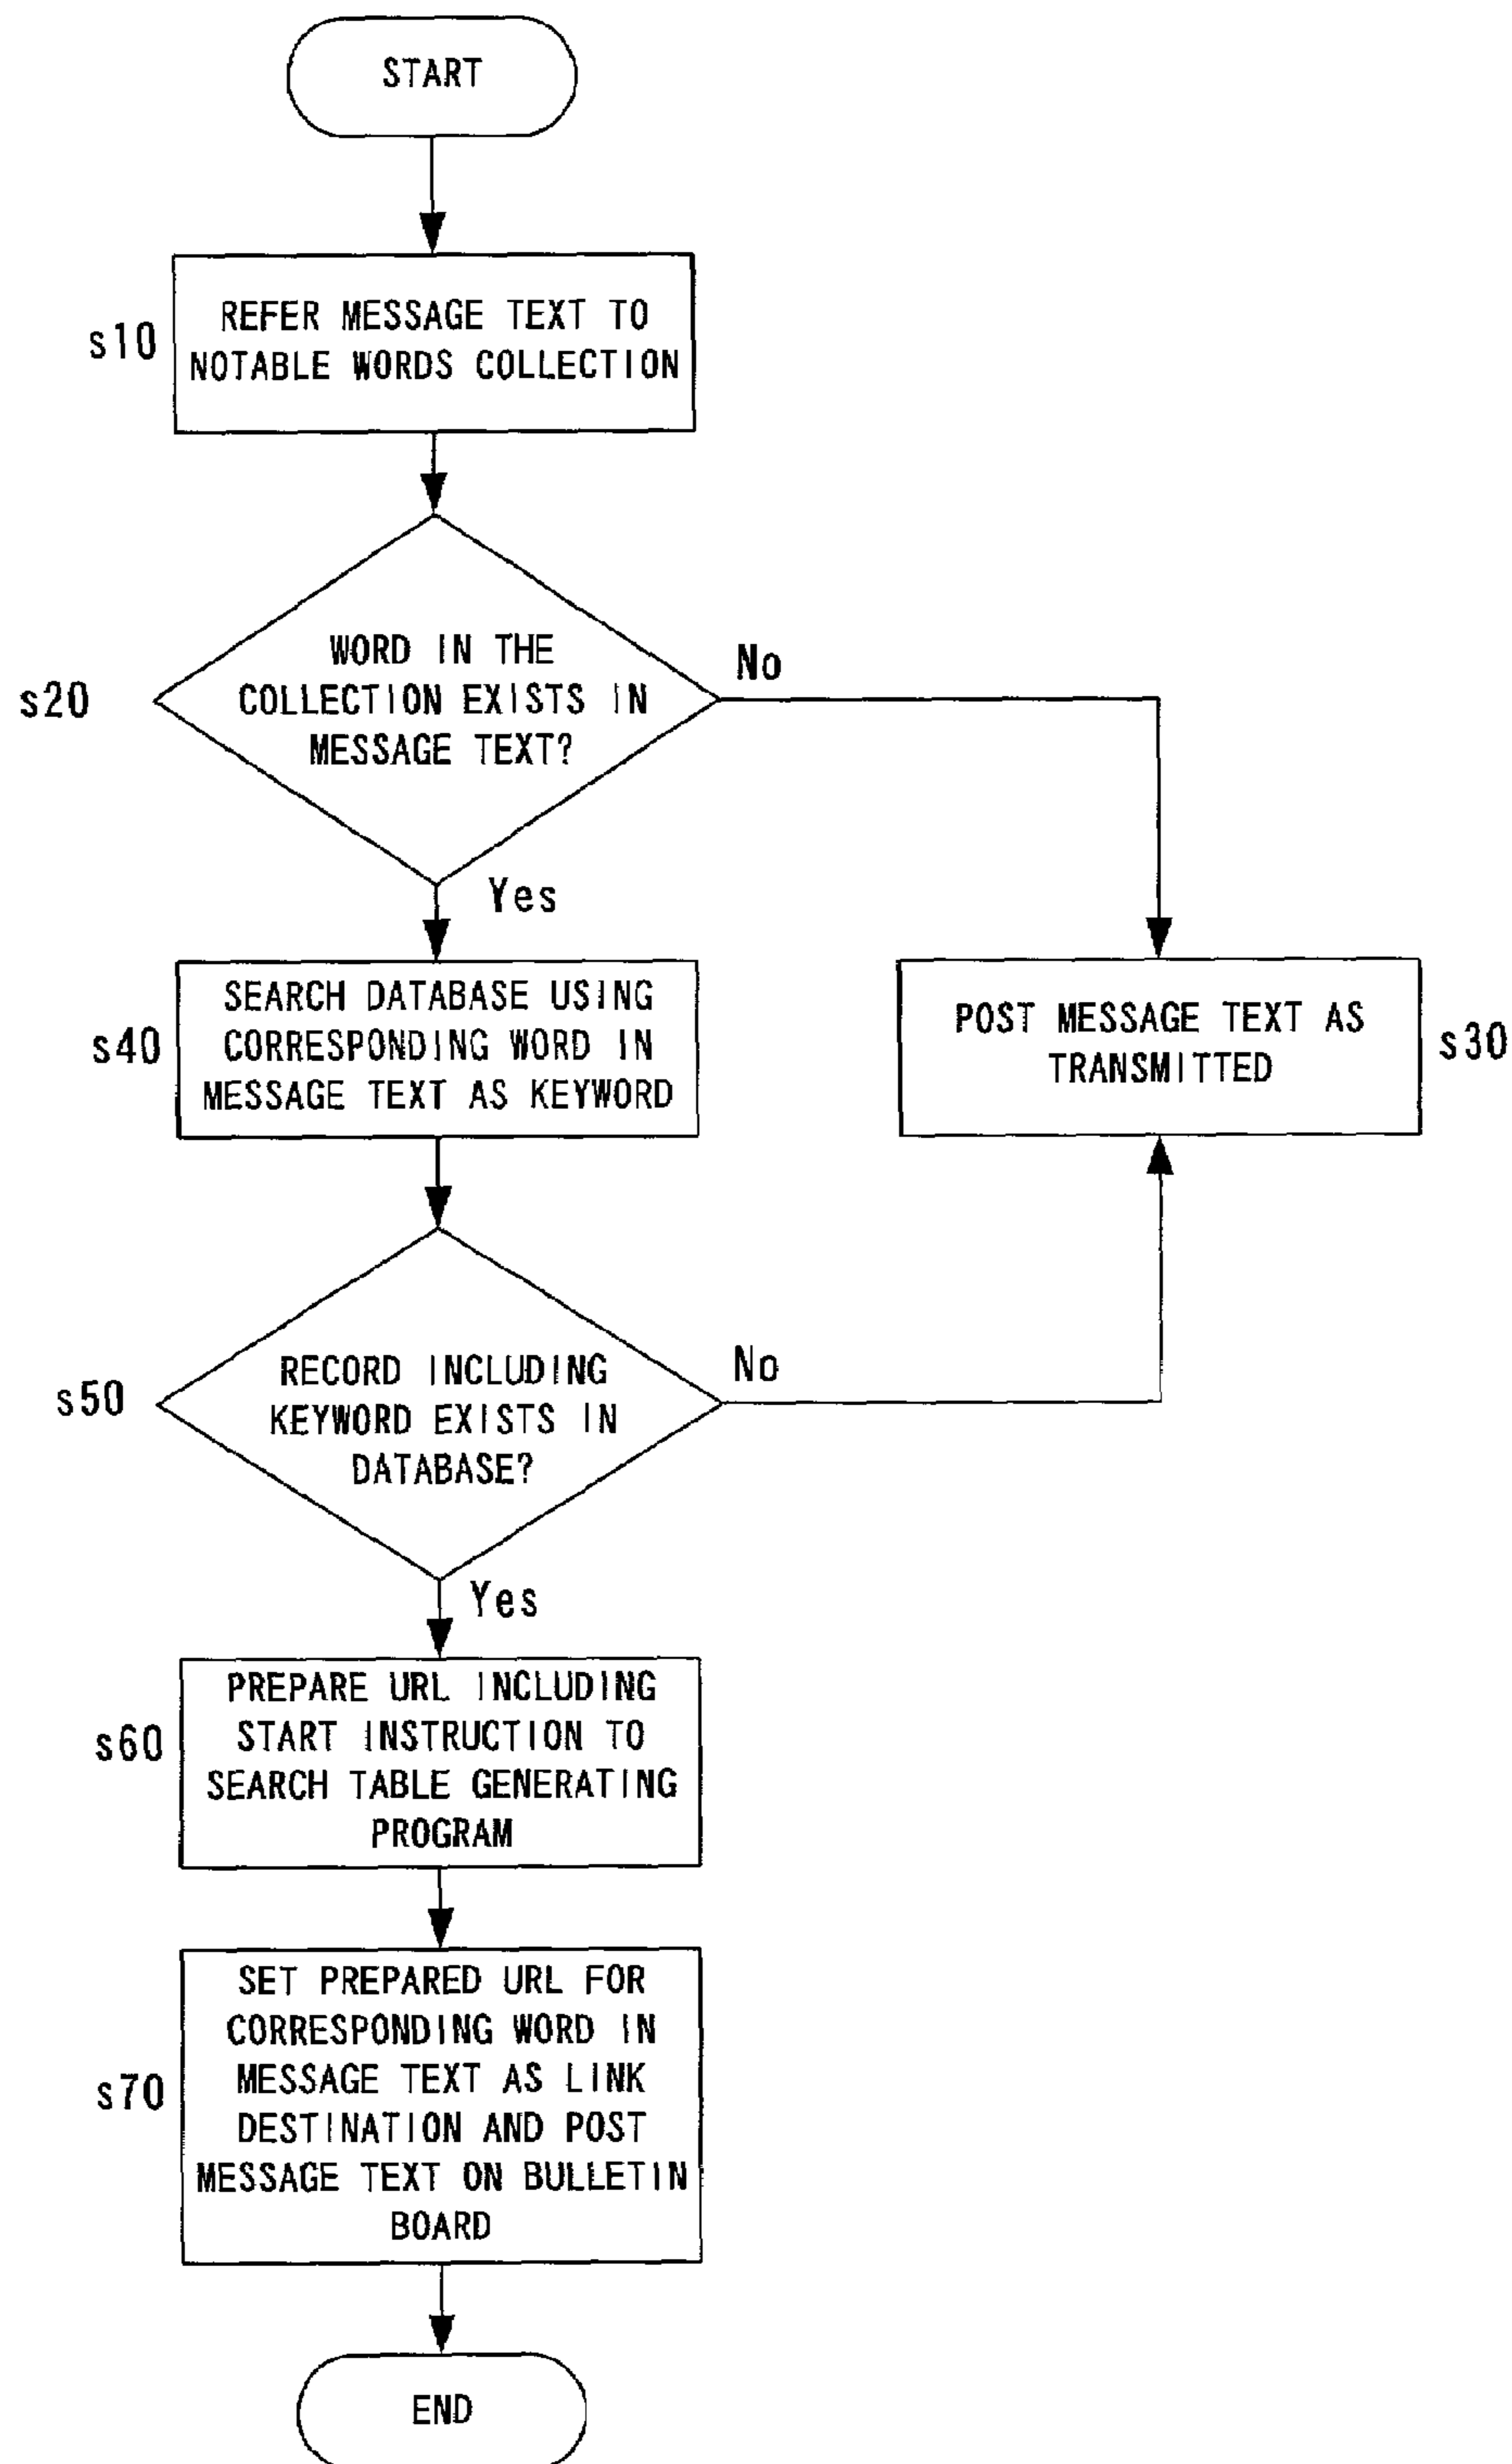 START
s10
REFER MESSAGE TEXT TO
NOTABLE WORDS COLLECTION
s20
WORD IN THE
COLLECTION EXISTS IN
MESSAGE TEXT?
No
Yes
s40
SEARCH DATABASE USING
CORRESPONDING WORD IN
MESSAGE TEXT AS KEYWORD
POST MESSAGE TEXT AS
TRANSMITTED
s30
s50
RECORD INCLUDING
KEYWORD EXISTS IN
DATABASE?
No
Yes
s60
PREPARE URL INCLUDING
START INSTRUCTION TO
SEARCH TABLE GENERATING
PROGRAM
s70
SET PREPARED URL FOR
CORRESPONDING WORD IN
MESSAGE TEXT AS LINK
DESTINATION AND POST
MESSAGE TEXT ON BULLETIN
BOARD
END